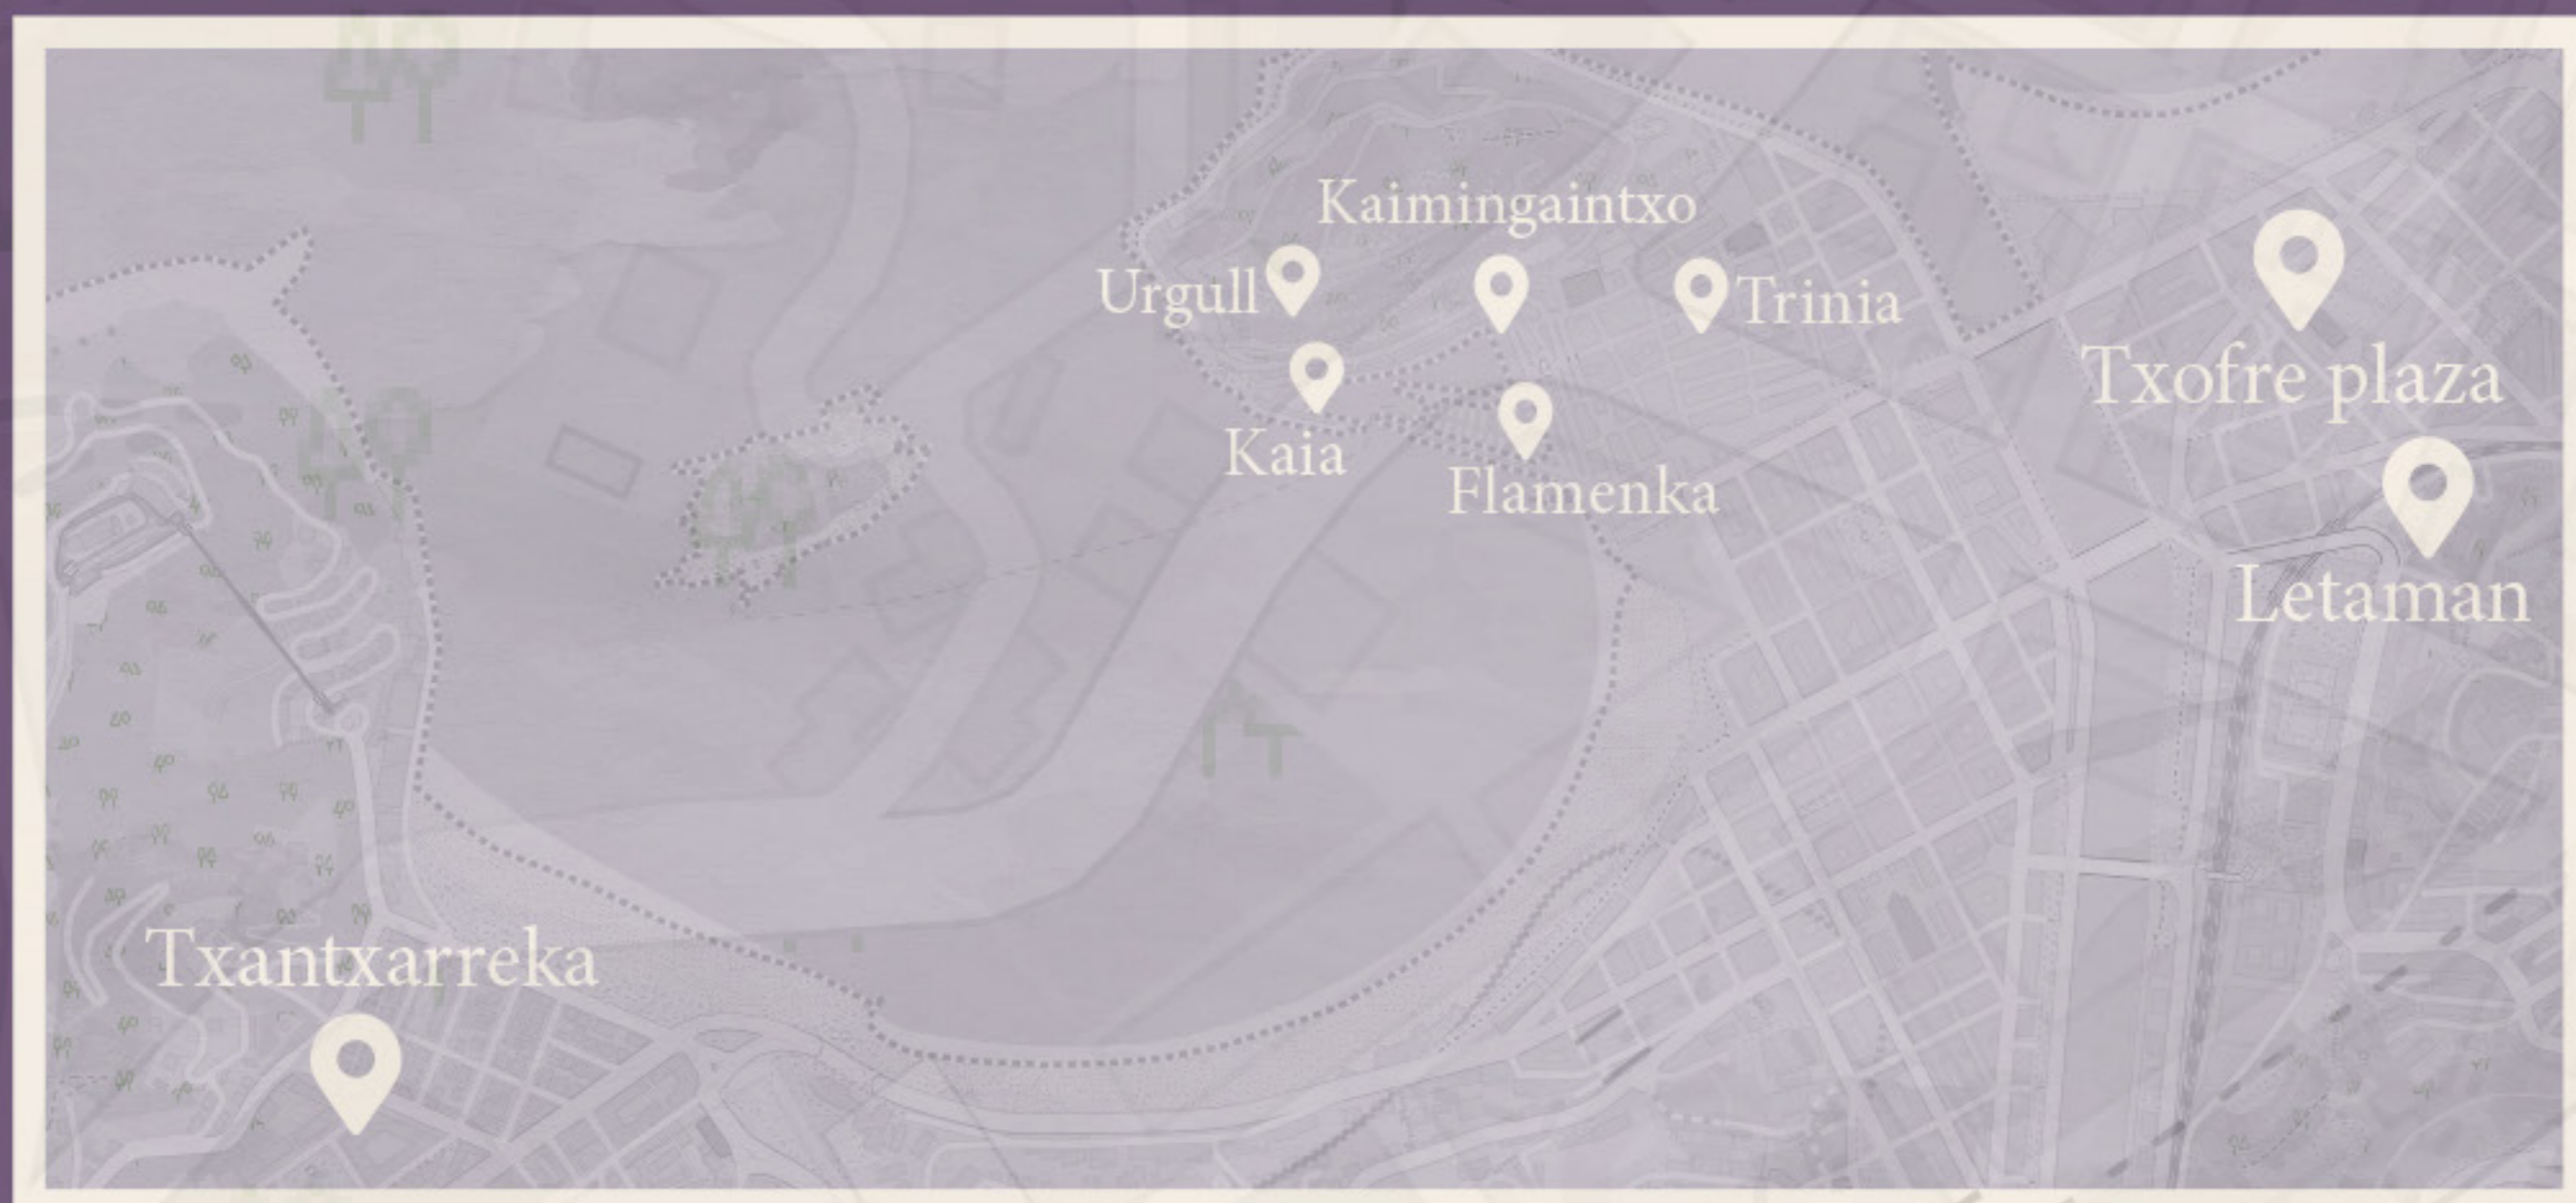 Kaimingaintxo
Urgull
Trinia
Kaia
Flamenka
Txofre plaza
Letaman
Txantxarreka